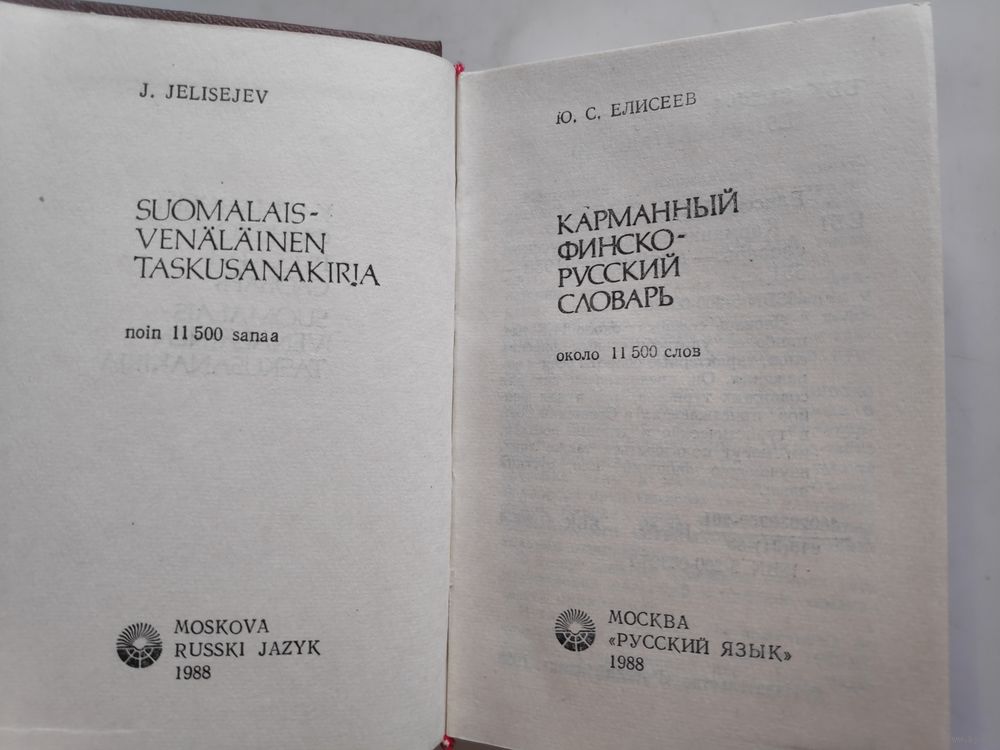 J. JELISEJEV
SUOMALAIS-
VENÄLÄINEN
TASKUSANAKIRJA
noin 11 500 sanaa
MOSKOVA
RUSSKI JAZYK
1988
Ю. С. ЕЛИСЕЕВ
КАРМАННЫЙ
ФИНСКО-
РУССКИЙ
СЛОВАРЬ
около 11 500 слов
МОСКВА
«РУССКИЙ ЯЗЫК»
1988